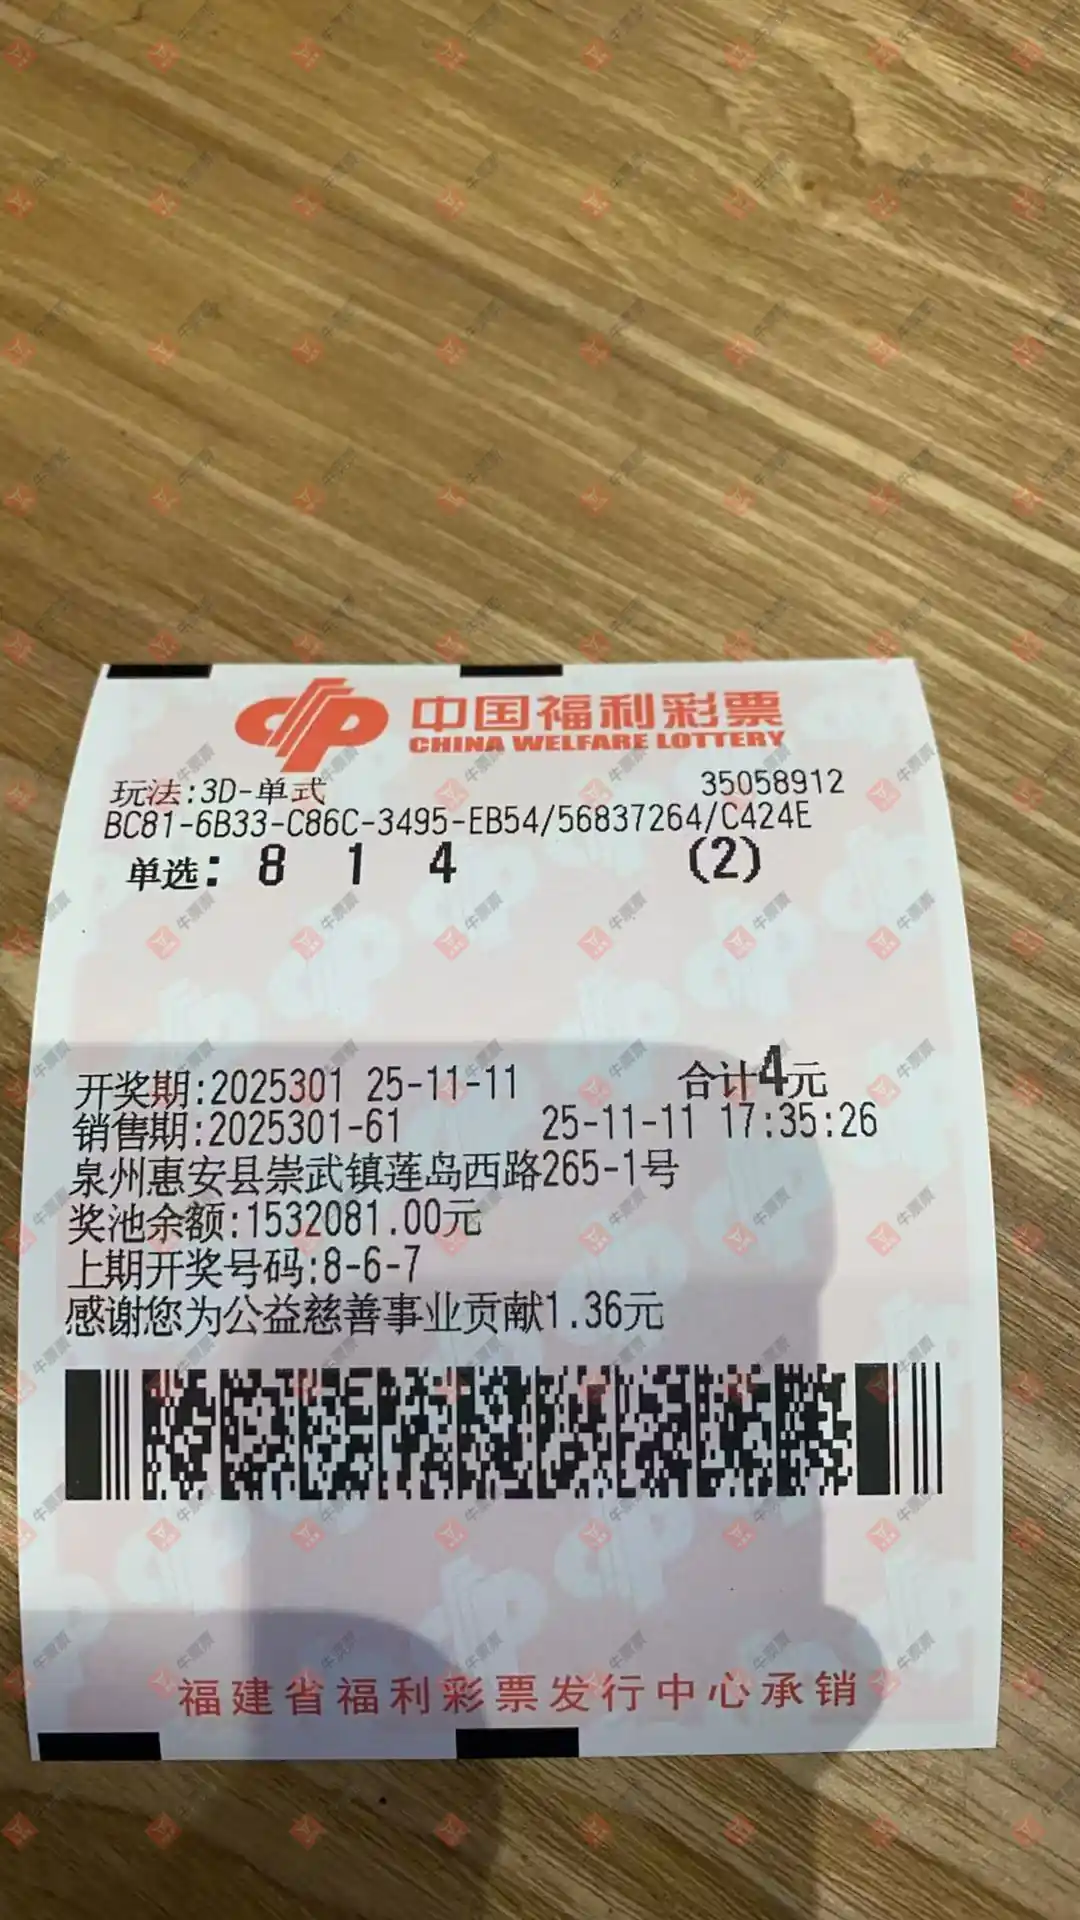 中国福利彩票
CHINA WELFARE LOTTERY
玩法:3D-单式 35058912
BC81-6B33-C86C-3495-EB54/56837264/C424E
单选: 8 1 4 (2)
开奖期:2025301 25-11-11 合计4元
销售期:2025301-61 25-11-11 17:35:26
泉州惠安县崇武镇莲岛西路265-1号
奖池余额:1532081.00元
上期开奖号码:8-6-7
感谢您为公益慈善事业贡献1.36元
福建省福利彩票发行中心承销
牛票票